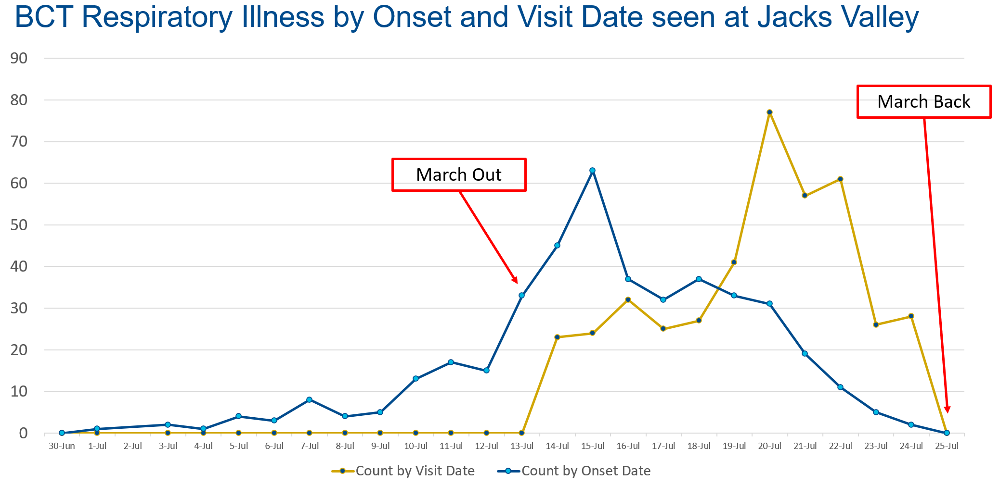 BCT Respiratory Illness by Onset and Visit Date seen at Jacks Valley
90
80
March Back
70
March Out
60
50
40
30
20
10
0
30-Jun 1-Jul 2-Jul 3-Jul 4-Jul 5-Jul 6-Jul 7-Jul 8-Jul 9-Jul 10-Jul 11-Jul 12-Jul 13-Jul 14-Jul 15-Jul 16-Jul 17-Jul 18-Jul 19-Jul 20-Jul 21-Jul 22-Jul 23-Jul 24-Jul 25-Jul
Count by Visit Date Count by Onset Date